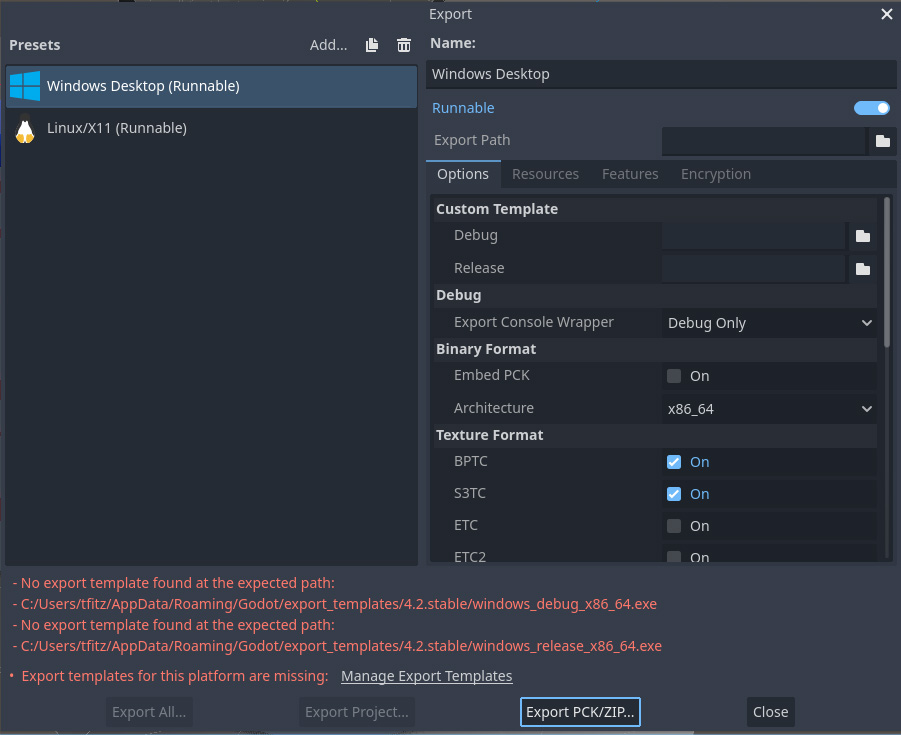 Export
Presets
Add...
Name:
Windows Desktop (Runnable)
Linux/X11 (Runnable)
Windows Desktop
Runnable
Export Path
Options Resources Features Encryption
Custom Template
Debug
Release
Debug
Export Console Wrapper Debug Only
Binary Format
Embed PCK On
Architecture x86_64
Texture Format
BPTC On
S3TC On
ETC On
ETC2 On
- No export template found at the expected path:
- C:/Users/tfitz/AppData/Roaming/Godot/export_templates/4.2.stable/windows_debug_x86_64.exe
- No export template found at the expected path:
- C:/Users/tfitz/AppData/Roaming/Godot/export_templates/4.2.stable/windows_release_x86_64.exe
• Export templates for this platform are missing: Manage Export Templates
Export All... Export Project... Export PCK/ZIP... Close